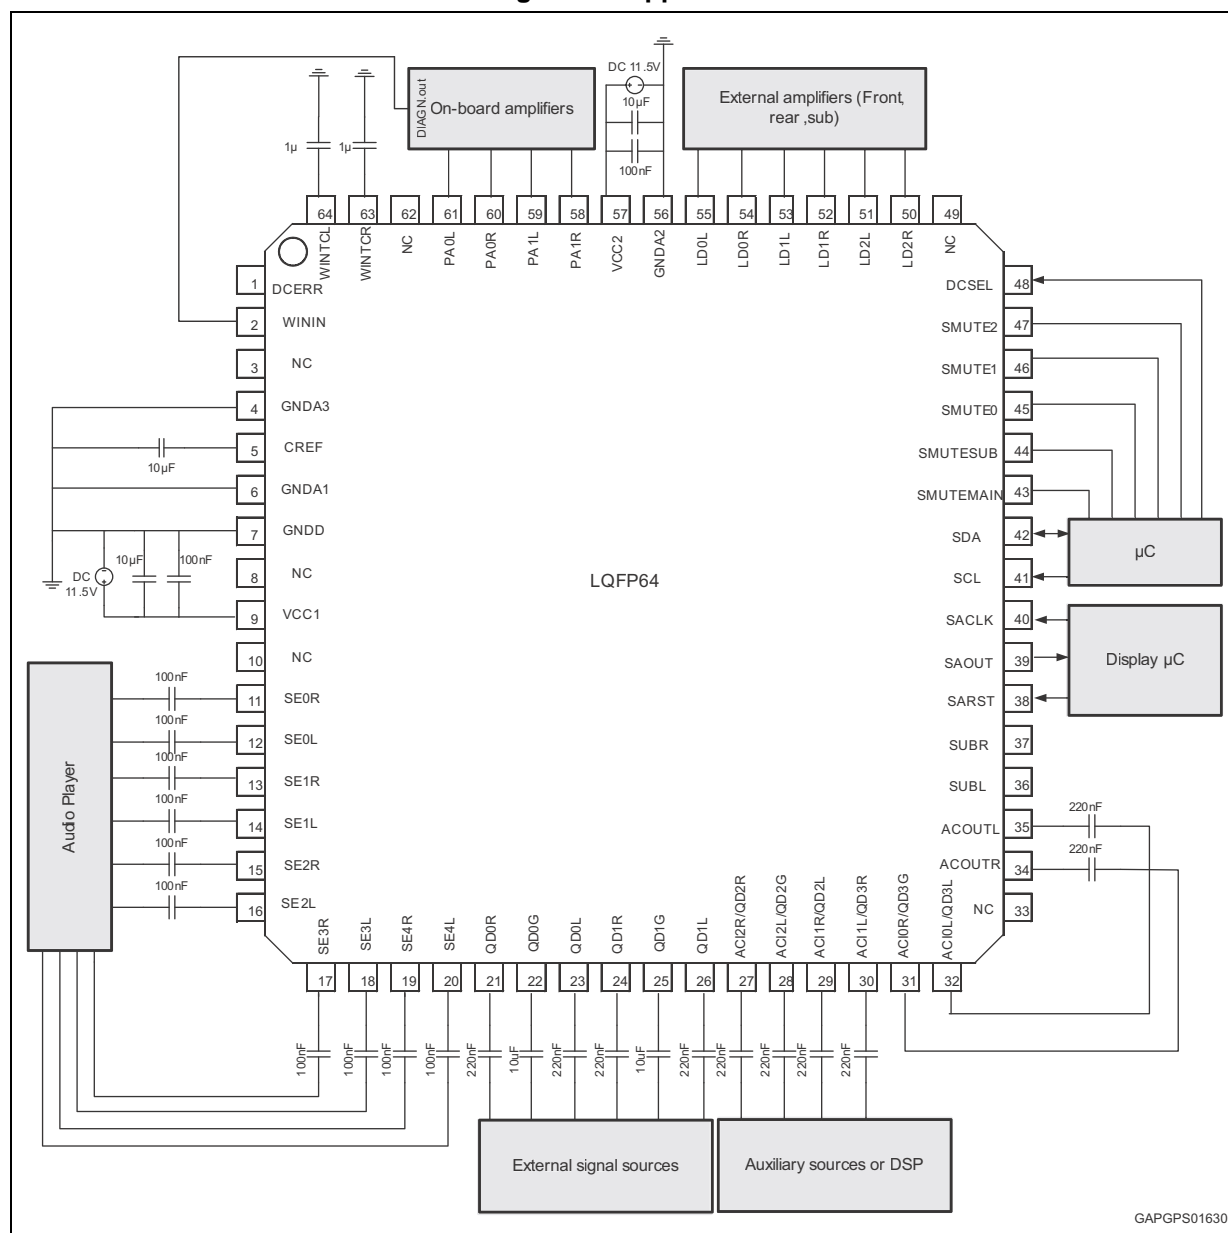 DC 11.5V
DIAGN.out
On-board amplifiers
10µF
100nF
External amplifiers (Front,
rear ,sub)
1µ
1µ
64
63
62
61
60
59
58
57
56
55
54
53
52
51
50
49
WINTCL
WINTCR
NC
PA0L
PA0R
PA1L
PA1R
VCC2
GNDA2
LD0L
LD0R
LD1L
LD1R
LD2L
LD2R
NC
1 DCERR
2 WININ
3 NC
4 GNDA3
5 CREF
10µF
6 GNDA1
7 GNDD
DC
11.5V
10µF
100nF
8 NC
9 VCC1
10 NC
100nF
11 SE0R
100nF
12 SE0L
100nF
13 SE1R
100nF
14 SE1L
100nF
15 SE2R
100nF
16 SE2L
Audio Player
LQFP64
DCSEL 48
SMUTE2 47
SMUTE1 46
SMUTE0 45
SMUTESUB 44
SMUTEMAIN 43
SDA 42
SCL 41
µC
SACLK 40
SAOUT 39
SARST 38
Display µC
SUBR 37
SUBL 36
ACOUTL 35
220nF
ACOUTR 34
220nF
NC 33
SE3R
SE3L
SE4R
SE4L
QD0R
QD0G
QD0L
QD1R
QD1G
QD1L
ACI2R/QD2R
ACI2L/QD2G
ACI1R/QD2L
ACI1L/QD3R
ACI0R/QD3G
ACI0L/QD3L
17
18
19
20
21
22
23
24
25
26
27
28
29
30
31
32
100nF
100nF
100nF
100nF
220nF
10uF
220nF
220nF
10uF
220nF
220nF
220nF
220nF
220nF
External signal sources
Auxiliary sources or DSP
GAPGPS01630